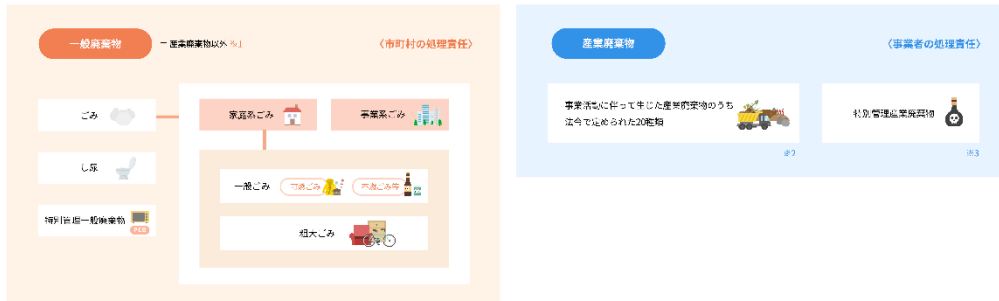 一般廃棄物
= 産業廃棄物以外 ※1
〈市町村の処理責任〉
ごみ
し尿
特別管理一般廃棄物
PCB
家庭系ごみ
事業系ごみ
一般ごみ
可燃ごみ
不燃ごみ等
粗大ごみ
産業廃棄物
〈事業者の処理責任〉
事業活動に伴って生じた産業廃棄物のうち
法令で定められた20種類
※2
特別管理産業廃棄物
※3